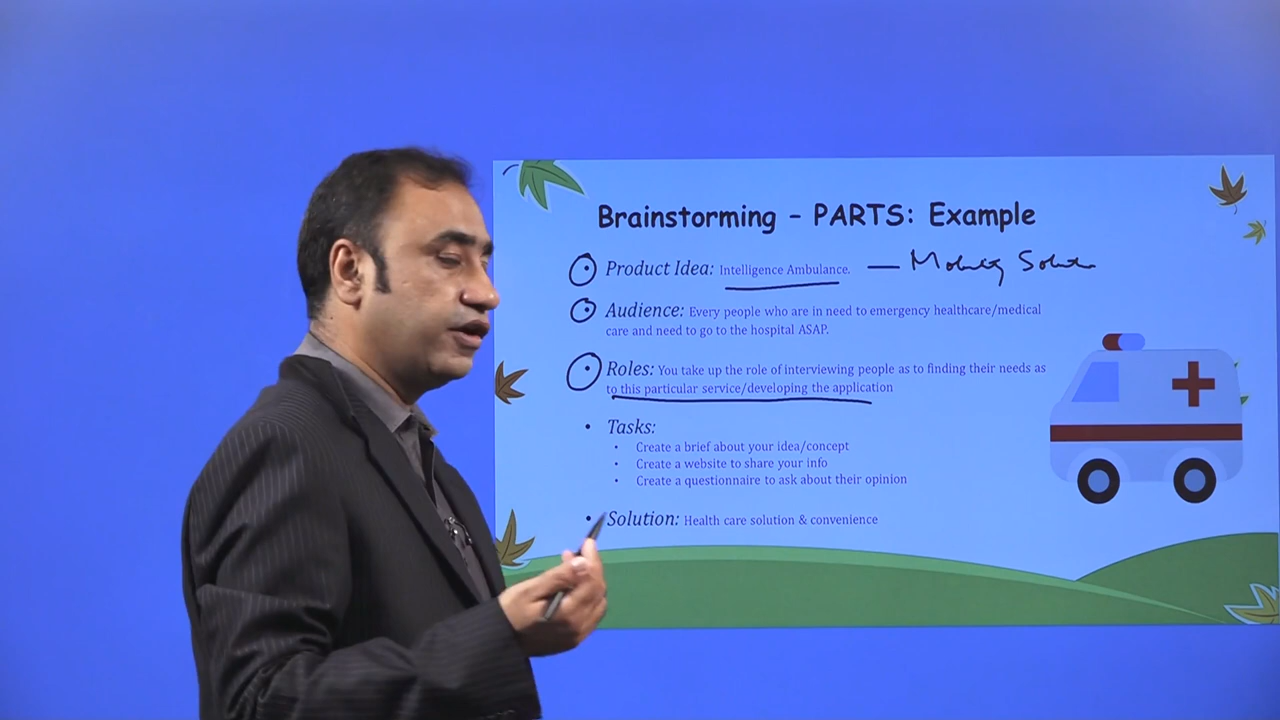 Brainstorming – PARTS: Example
Product Idea: Intelligence Ambulance. — Mobility Solution
Audience: Every people who are in need to emergency healthcare/medical
care and need to go to the hospital ASAP.
Roles: You take up the role of interviewing people as to finding their needs as
to this particular service/developing the application
• Tasks:
• Create a brief about your idea/concept
• Create a website to share your info
• Create a questionnaire to ask about their opinion
• Solution: Health care solution & convenience